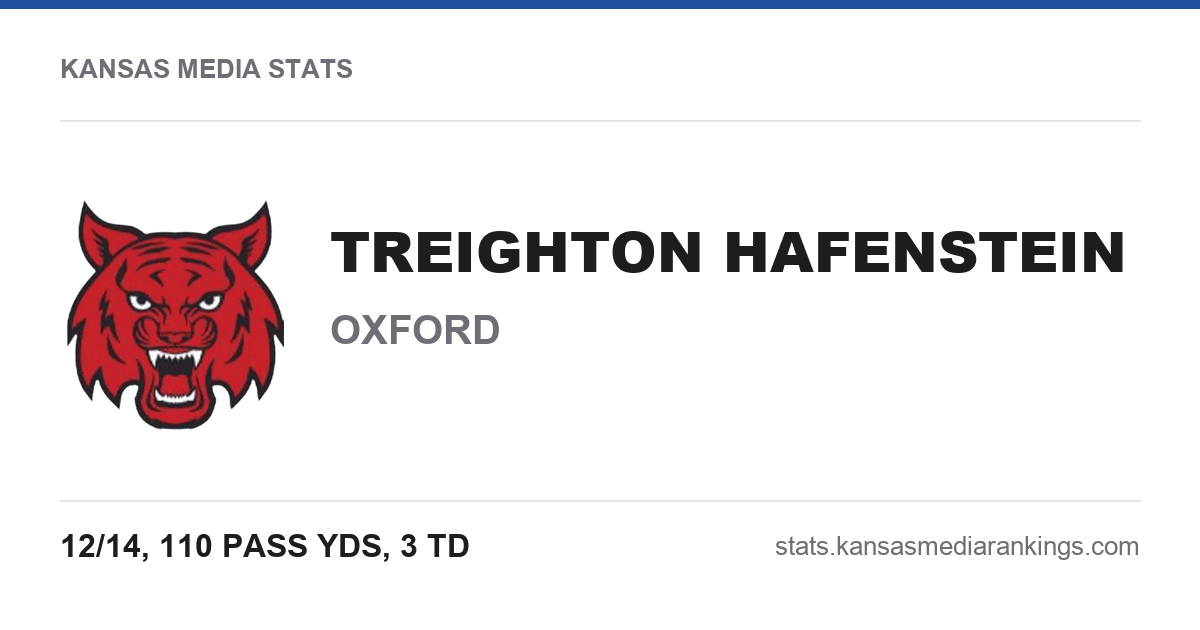 KANSAS MEDIA STATS
TREIGHTON HAFENSTEIN
OXFORD
12/14, 110 PASS YDS, 3 TD
stats.kansasmediarankings.com